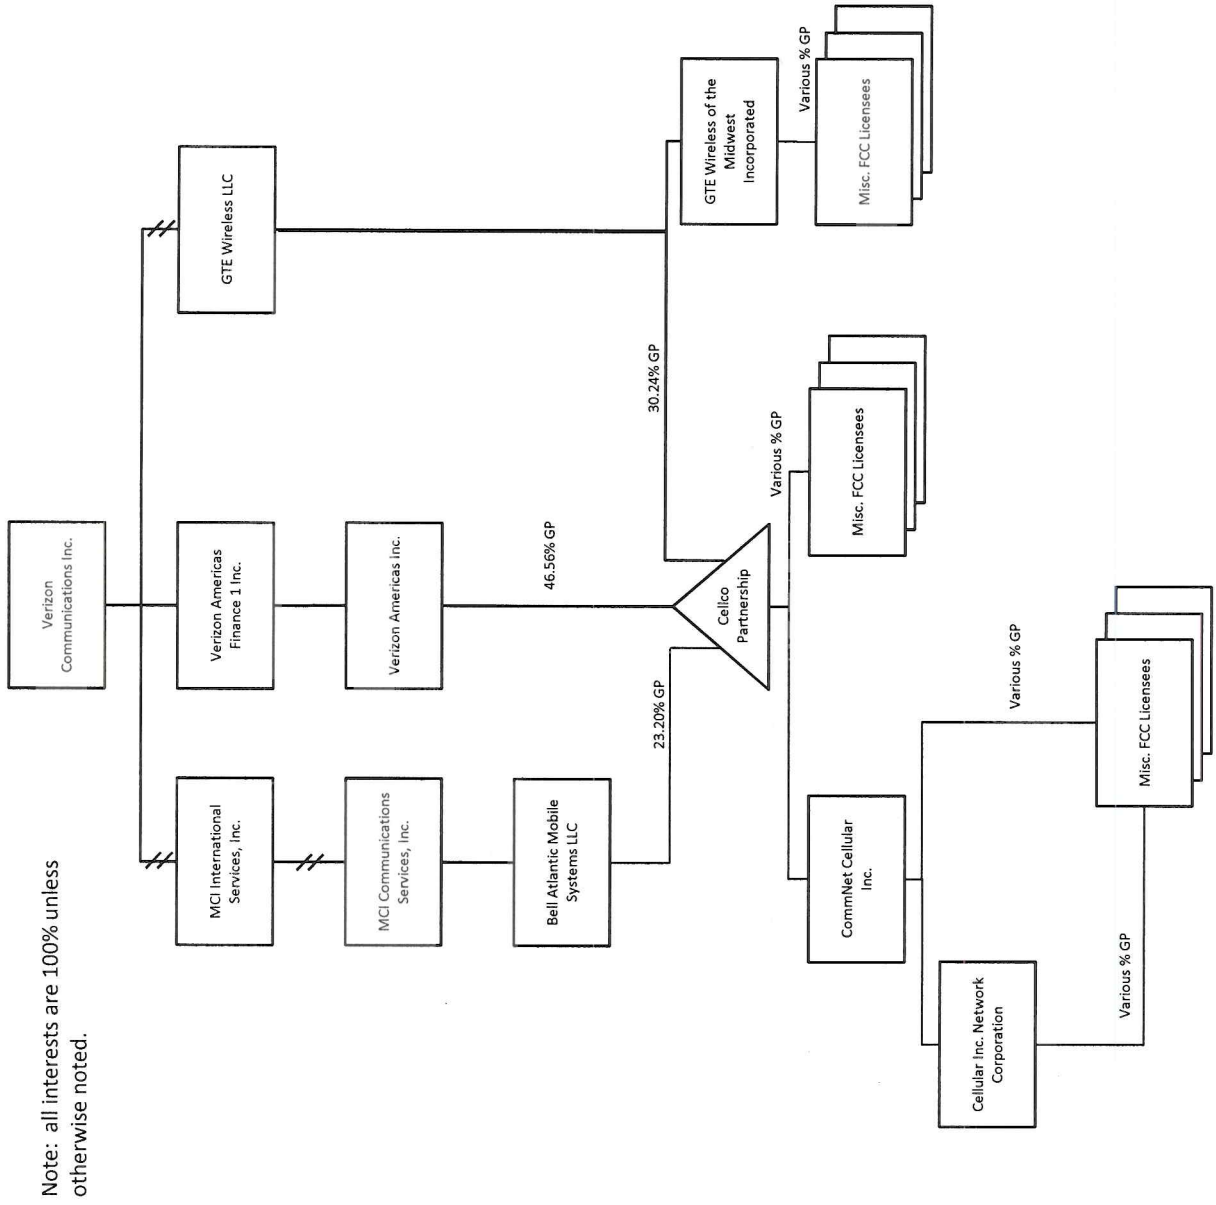 Note: all interests are 100% unless
otherwise noted.
Verizon
Communications Inc.
MCI International
Services, Inc.
Verizon Americas
Finance 1 Inc.
GTE Wireless LLC
MCI Communications
Services, Inc.
Verizon Americas Inc.
Bell Atlantic Mobile
Systems LLC
46.56% GP
23.20% GP
30.24% GP
Cellco
Partnership
GTE Wireless of the
Midwest
Incorporated
Various % GP
Various % GP
CommNet Cellular
Inc.
Misc. FCC Licensees
Misc. FCC Licensees
Cellular Inc. Network
Corporation
Various % GP
Various % GP
Misc. FCC Licensees